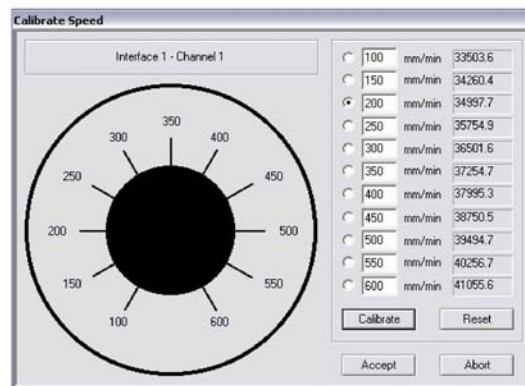 Calibrate Speed
Interface 1 - Channel 1
350
300 400
250 450
200 500
150 550
100 600
100 mm/min 33503.6
150 mm/min 34260.4
200 mm/min 34997.7
250 mm/min 35754.9
300 mm/min 36501.6
350 mm/min 37254.7
400 mm/min 37995.3
450 mm/min 38750.5
500 mm/min 39494.7
550 mm/min 40256.7
600 mm/min 41055.6
Calibrate Reset
Accept Abort